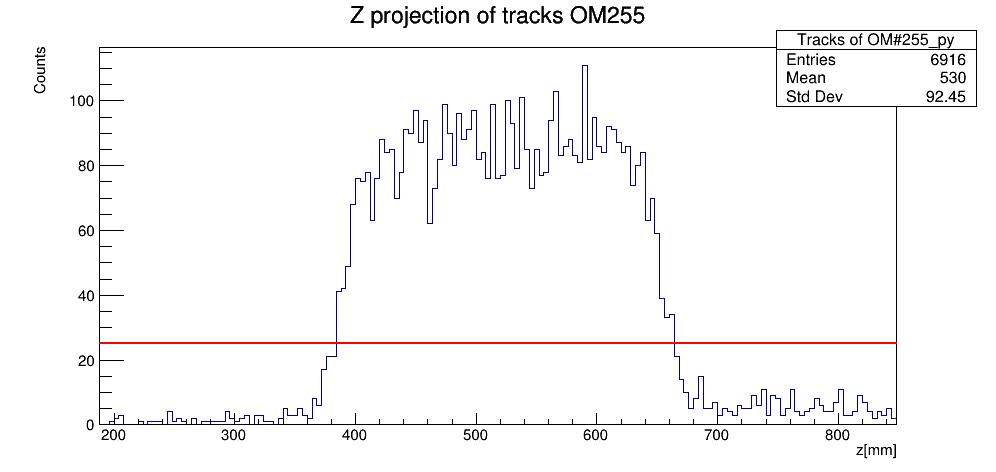 Z projection of tracks OM255
Tracks of OM#255_py
Entries 6916
Mean 530
Std Dev 92.45
Counts
100
80
60
40
20
0
200 300 400 500 600 700 800
z[mm]